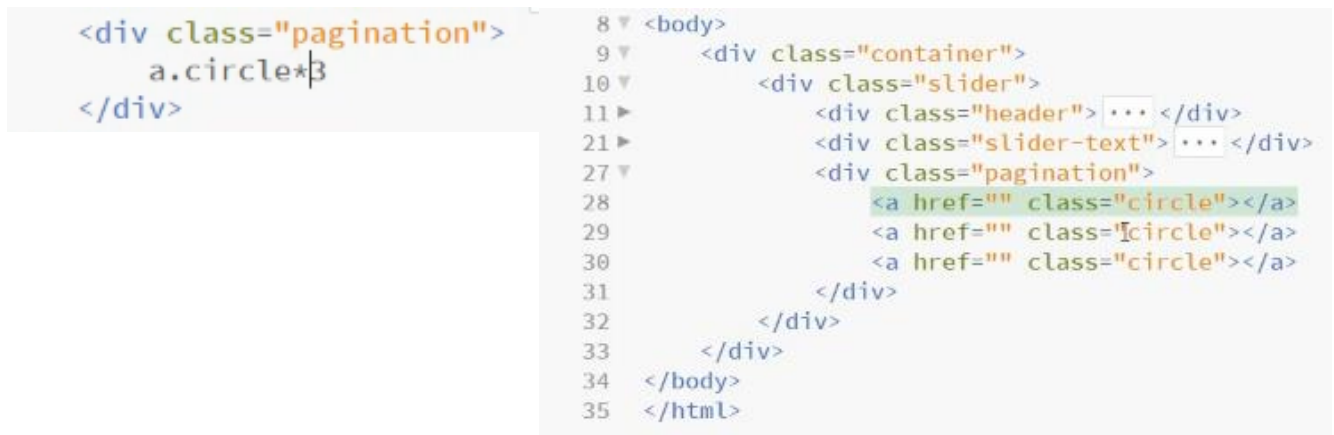 <div class="pagination">
a.circle*3
</div>
8 <body>
9 <div class="container">
10 <div class="slider">
11 <div class="header"> ... </div>
21 <div class="slider-text"> ... </div>
27 <div class="pagination">
28 <a href="" class="circle"></a>
29 <a href="" class="circle"></a>
30 <a href="" class="circle"></a>
31 </div>
32 </div>
33 </div>
34 </body>
35 </html>